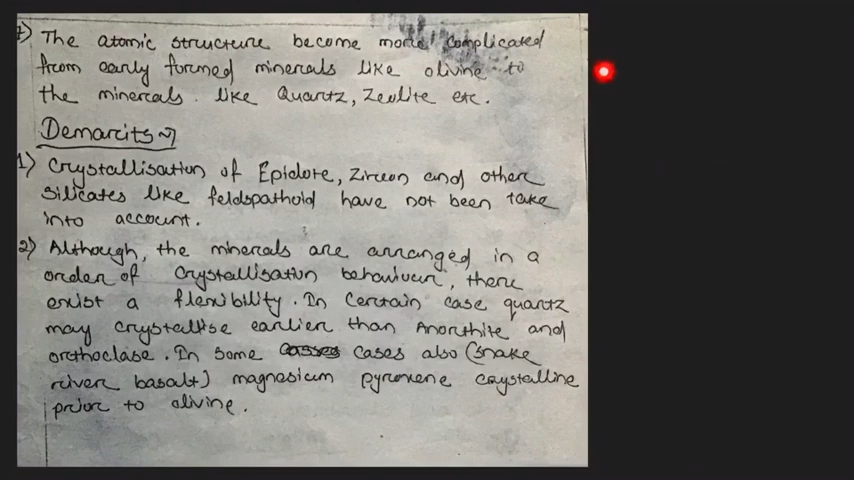 7) The atomic structure become more complicated
from early formed minerals like olivine to
the minerals like Quartz, Zeolite etc.
Demarcits
1) Crystallisation of Epidote, Zircon and other
silicates like feldspathoid have not been take
into account.
2) Although, the minerals are arranged in a
order of crystallisation behaviour, there
exist a flexibility. In certain case quartz
may crystallise earlier than Anorthite and
orthoclase. In some cases also (snake
river basalt) magnesium pyroxene crystalline
prior to olivine.